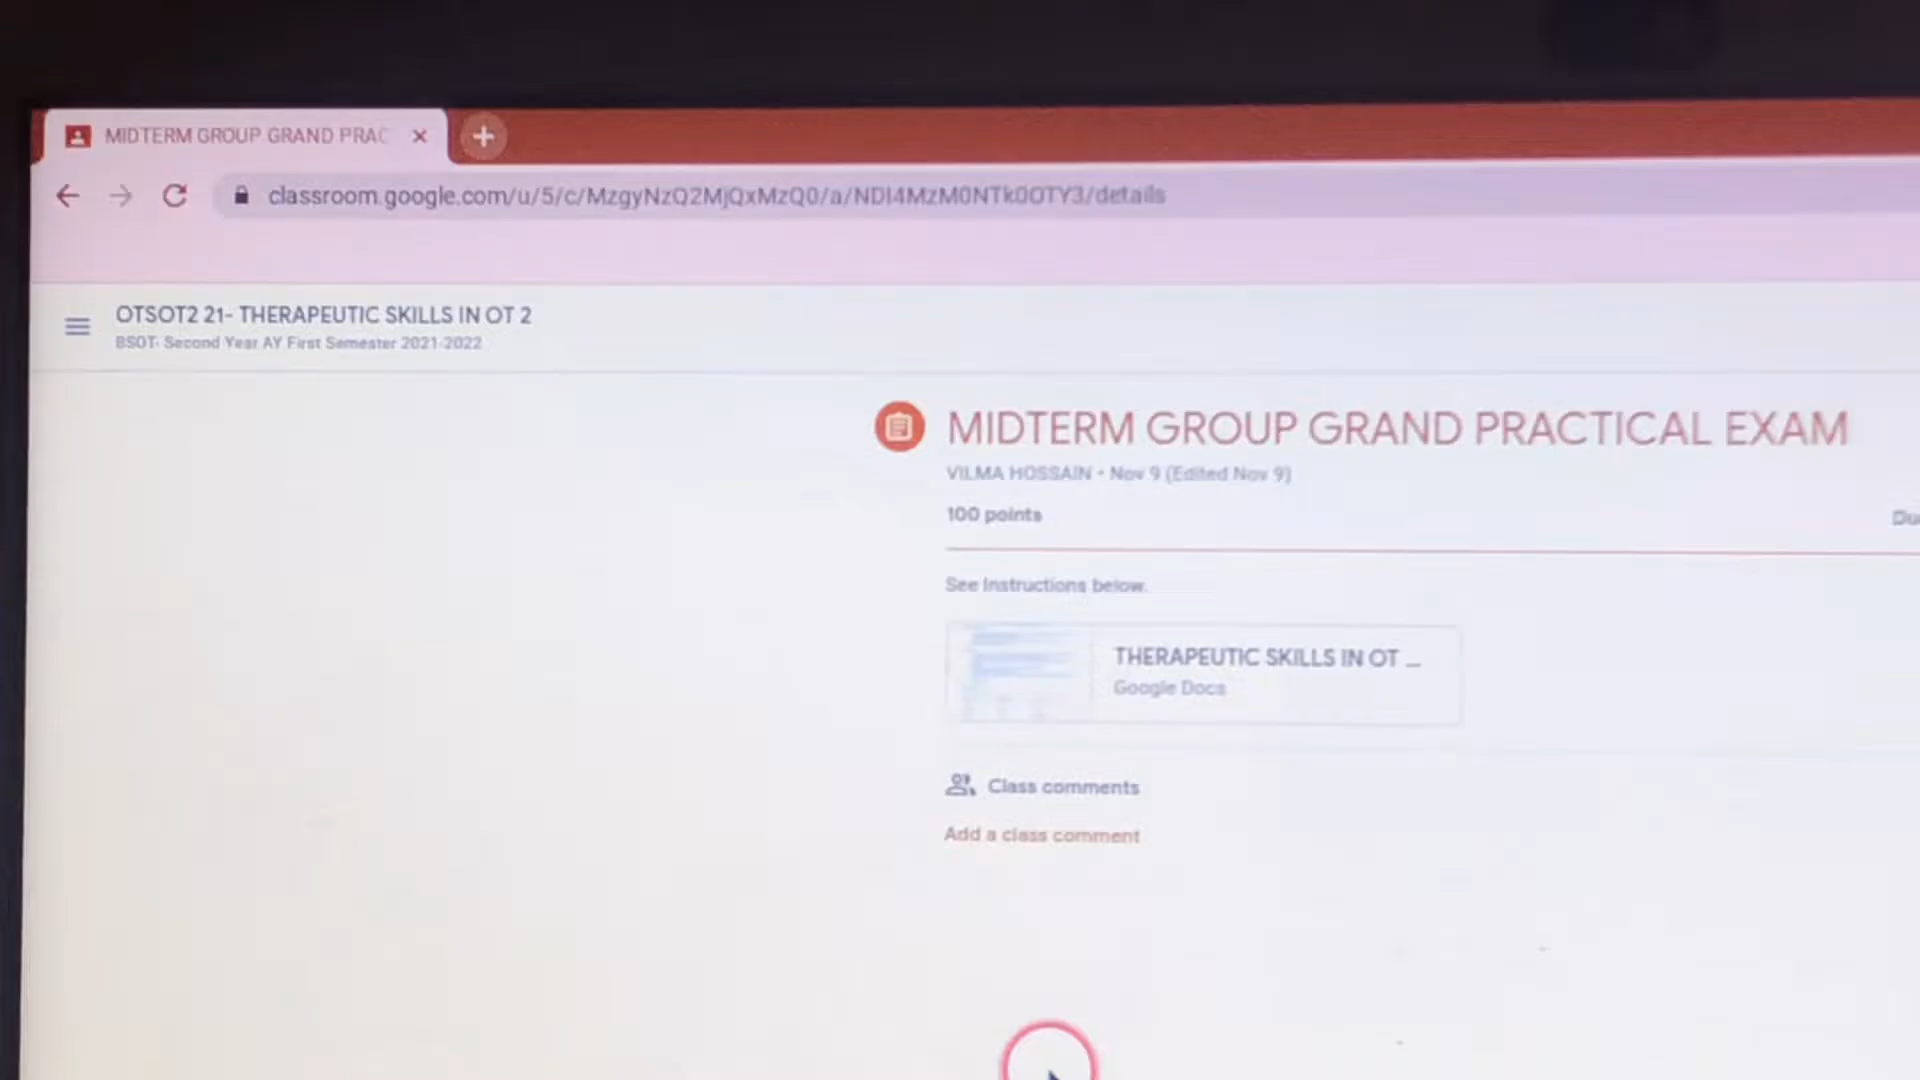 MIDTERM GROUP GRAND PRAC
classroom.google.com/u/5/c/MzgyNzQ2MjQxMzQ0/a/NDI4MzM0NTk0OTY3/details
OTSOT2 21- THERAPEUTIC SKILLS IN OT 2
BSOT- Second Year AY First Semester 2021-2022
MIDTERM GROUP GRAND PRACTICAL EXAM
VILMA HOSSAIN • Nov 9 (Edited Nov 9)
100 points
See Instructions below.
THERAPEUTIC SKILLS IN OT ...
Google Docs
Class comments
Add a class comment